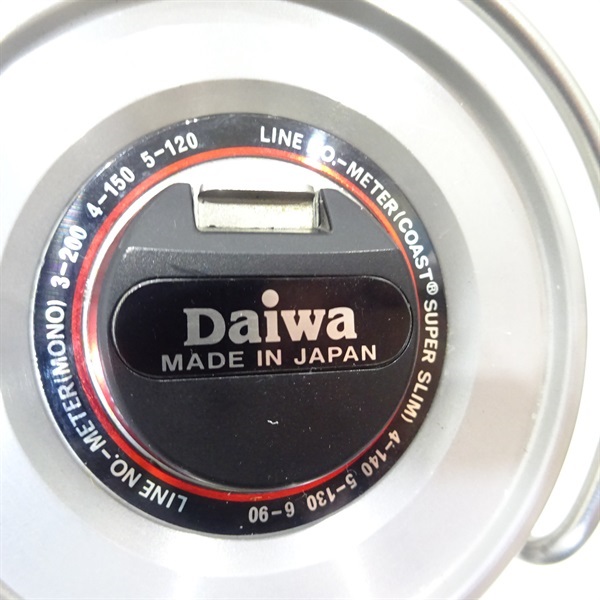 Daiwa
MADE IN JAPAN
LINE NO.-METER(COAST® SUPER SLIM) 4-140 5-130 6-90
LINE NO.-METER(MONO) 3-200 4-150 5-120